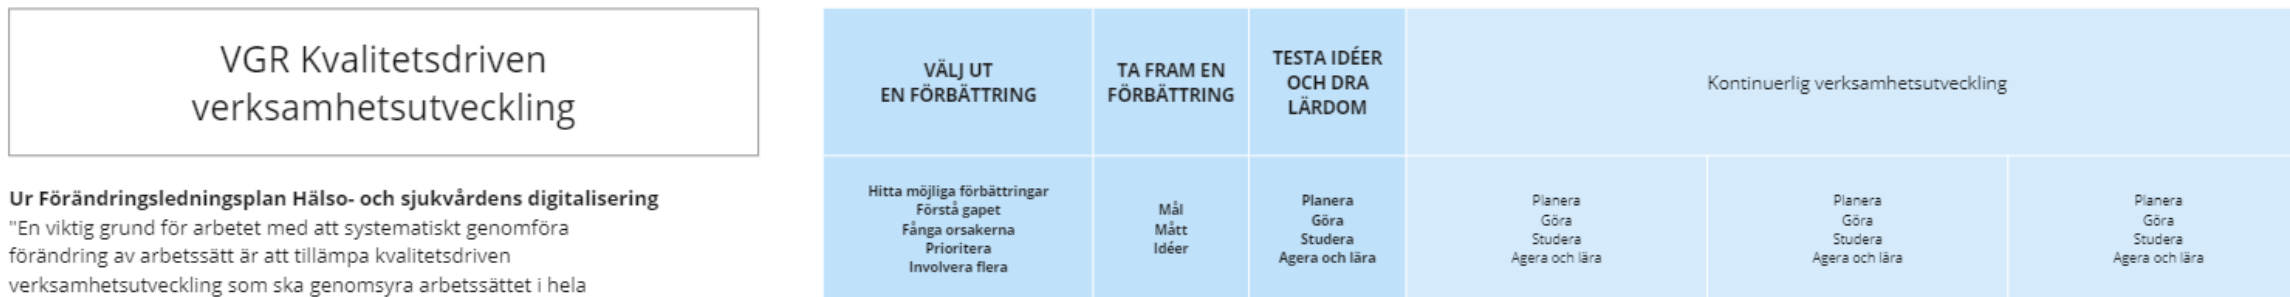 VGR Kvalitetsdriven
verksamhetsutveckling
Ur Förändringsledningsplan Hälso- och sjukvårdens digitalisering
"En viktig grund för arbetet med att systematiskt genomföra
förändring av arbetssätt är att tillämpa kvalitetsdriven
verksamhetsutveckling som ska genomsyra arbetssättet i hela
VÄLJ UT
EN FÖRBÄTTRING
TA FRAM EN
FÖRBÄTTRING
TESTA IDÉER
OCH DRA
LÄRDOM
Kontinuerlig verksamhetsutveckling
Hitta möjliga förbättringar
Förstå gapet
Fånga orsakerna
Prioritera
Involvera flera
Mål
Mått
Idéer
Planera
Göra
Studera
Agera och lära
Planera
Göra
Studera
Agera och lära
Planera
Göra
Studera
Agera och lära
Planera
Göra
Studera
Agera och lära